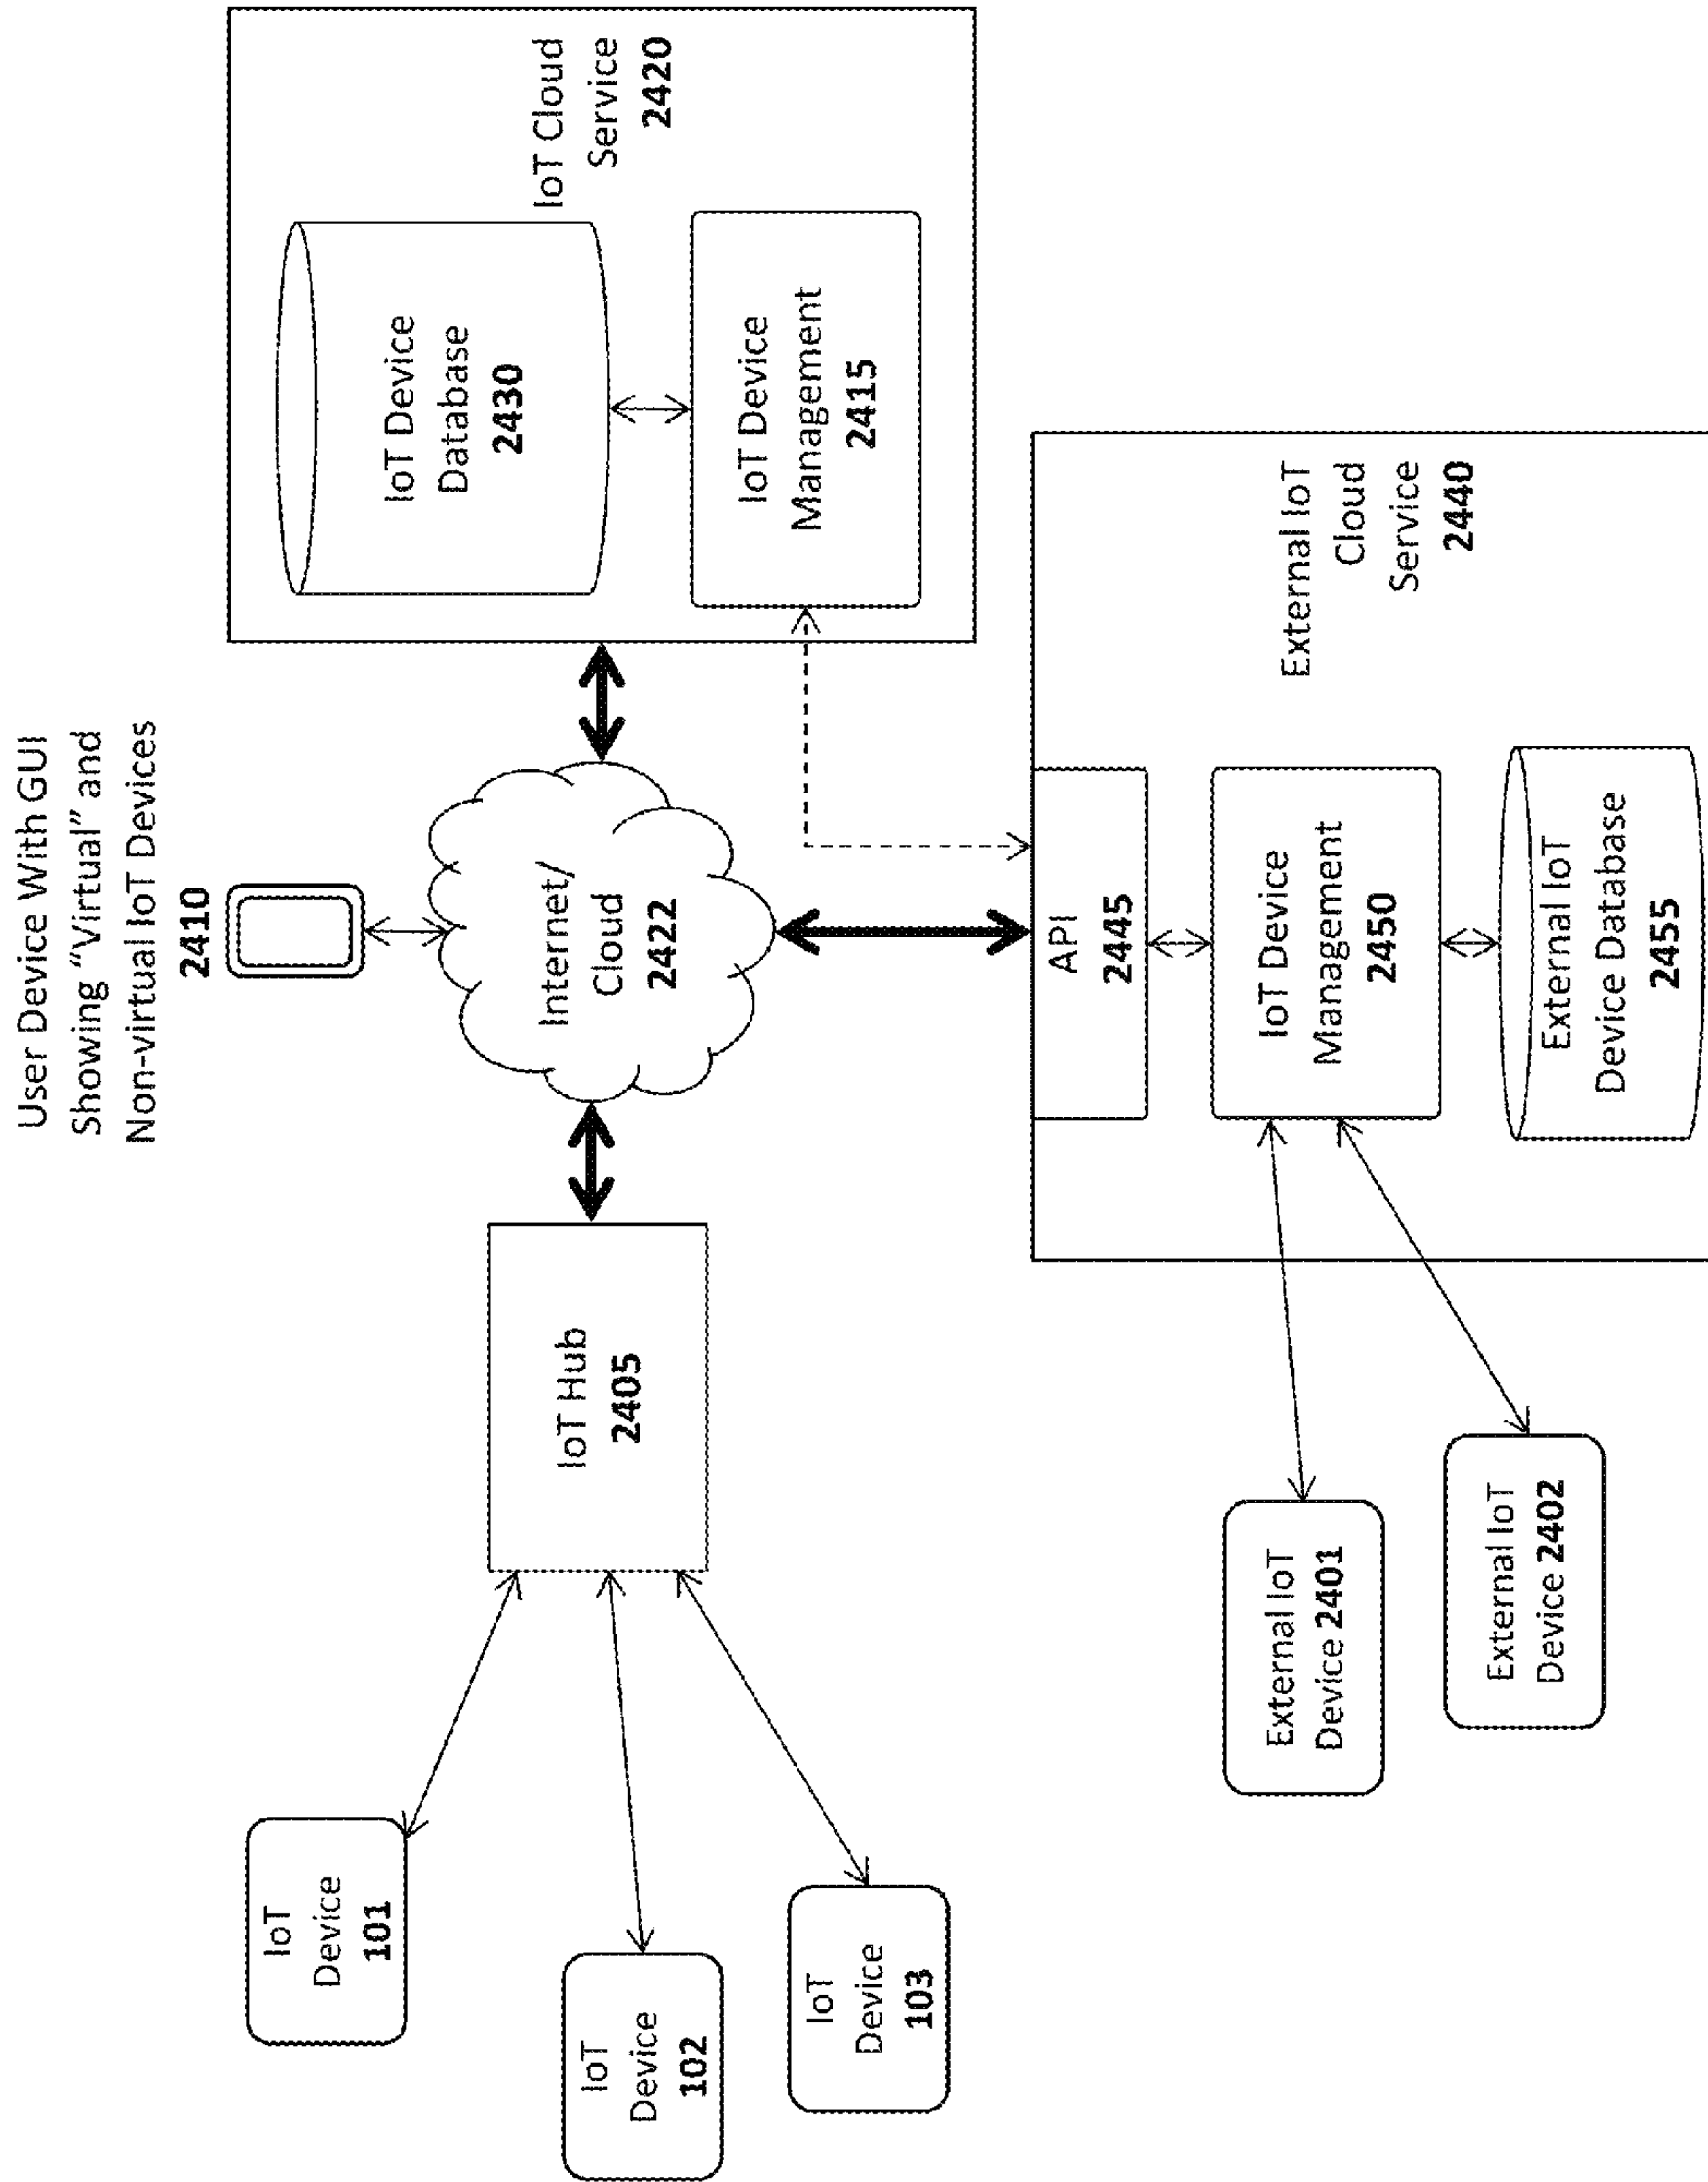 User Device With GUI
Showing “Virtual” and
Non-virtual IoT Devices
2410
IoT Device
Database
2430
IoT Cloud
Service
2420
IoT Device
Management
2415
Internet/
Cloud
2422
IoT Hub
2405
IoT
Device
101
IoT
Device
102
IoT
Device
103
API
2445
IoT Device
Management
2450
External IoT
Device Database
2455
External IoT
Cloud
Service
2440
External IoT
Device 2401
External IoT
Device 2402